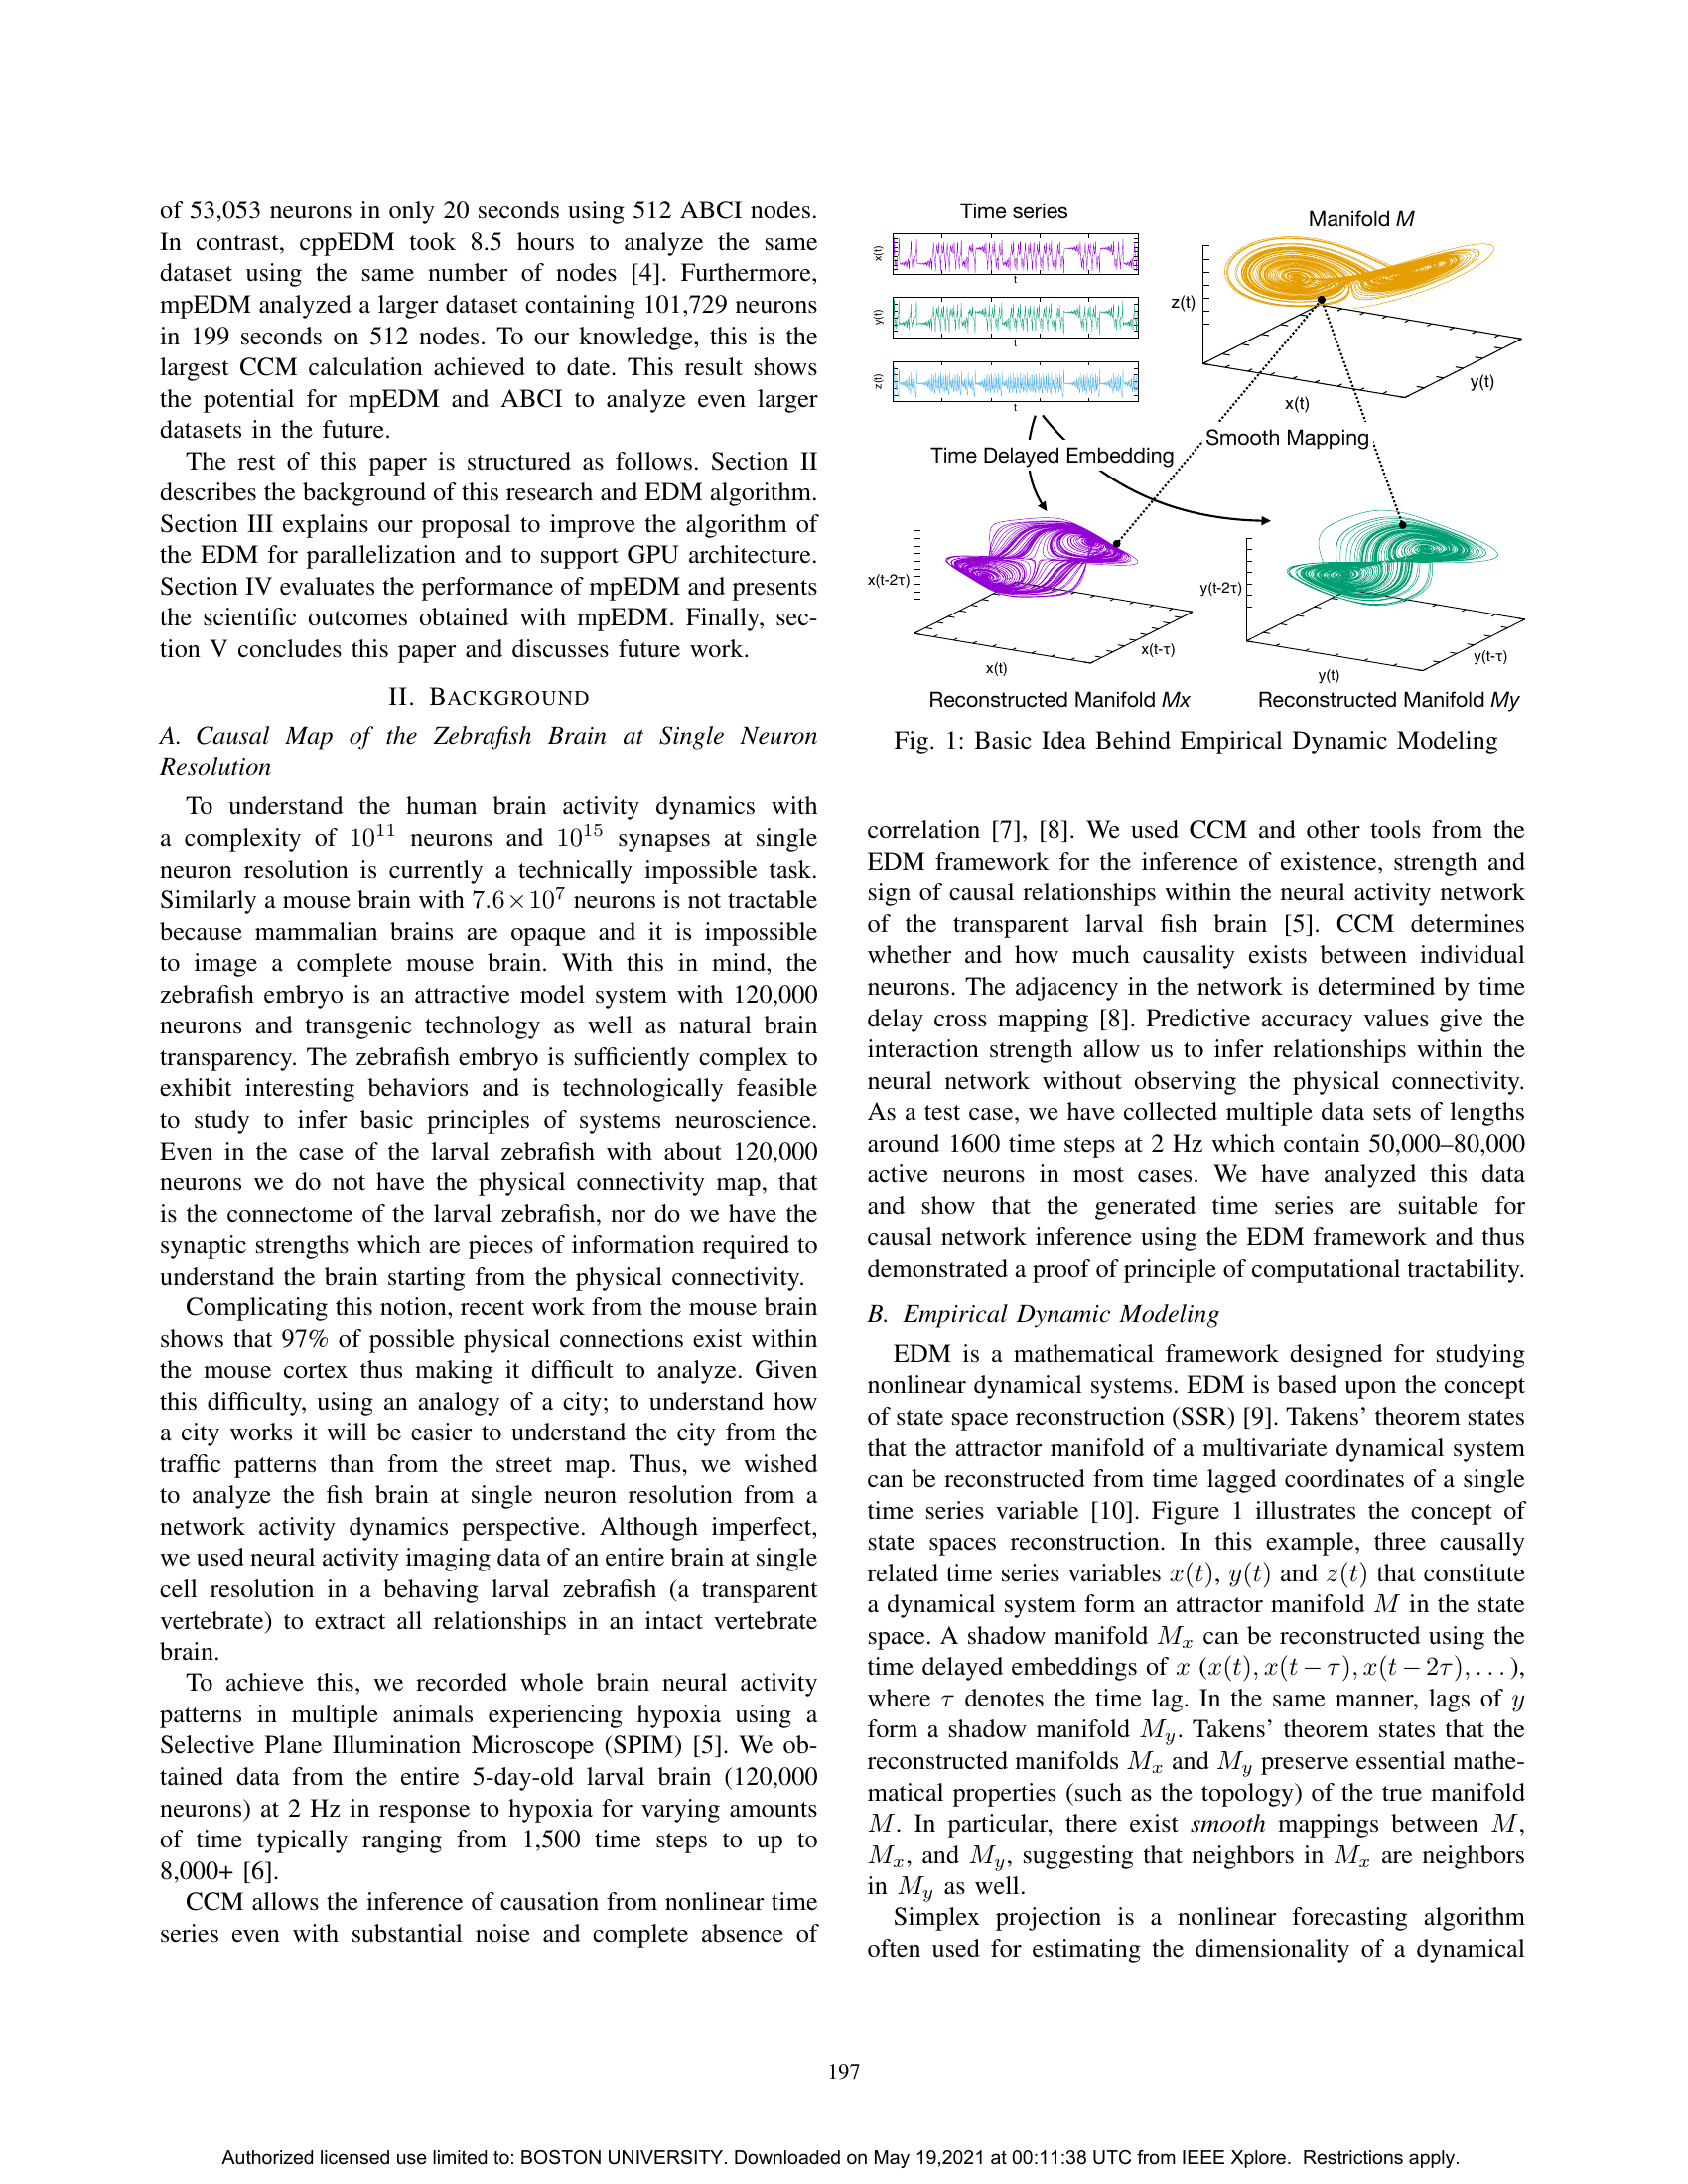 of 53,053 neurons in only 20 seconds using 512 ABCI nodes.
In contrast, cppEDM took 8.5 hours to analyze the same
dataset using the same number of nodes [4]. Furthermore,
mpEDM analyzed a larger dataset containing 101,729 neurons
in 199 seconds on 512 nodes. To our knowledge, this is the
largest CCM calculation achieved to date. This result shows
the potential for mpEDM and ABCI to analyze even larger
datasets in the future.
The rest of this paper is structured as follows. Section II
describes the background of this research and EDM algorithm.
Section III explains our proposal to improve the algorithm of
the EDM for parallelization and to support GPU architecture.
Section IV evaluates the performance of mpEDM and presents
the scientific outcomes obtained with mpEDM. Finally, sec-
tion V concludes this paper and discusses future work.
II. BACKGROUND
A. Causal Map of the Zebrafish Brain at Single Neuron
Resolution
To understand the human brain activity dynamics with
a complexity of 10¹¹ neurons and 10¹⁵ synapses at single
neuron resolution is currently a technically impossible task.
Similarly a mouse brain with 7.6×10⁷ neurons is not tractable
because mammalian brains are opaque and it is impossible
to image a complete mouse brain. With this in mind, the
zebrafish embryo is an attractive model system with 120,000
neurons and transgenic technology as well as natural brain
transparency. The zebrafish embryo is sufficiently complex to
exhibit interesting behaviors and is technologically feasible
to study to infer basic principles of systems neuroscience.
Even in the case of the larval zebrafish with about 120,000
neurons we do not have the physical connectivity map, that
is the connectome of the larval zebrafish, nor do we have the
synaptic strengths which are pieces of information required to
understand the brain starting from the physical connectivity.
Complicating this notion, recent work from the mouse brain
shows that 97% of possible physical connections exist within
the mouse cortex thus making it difficult to analyze. Given
this difficulty, using an analogy of a city; to understand how
a city works it will be easier to understand the city from the
traffic patterns than from the street map. Thus, we wished
to analyze the fish brain at single neuron resolution from a
network activity dynamics perspective. Although imperfect,
we used neural activity imaging data of an entire brain at single
cell resolution in a behaving larval zebrafish (a transparent
vertebrate) to extract all relationships in an intact vertebrate
brain.
To achieve this, we recorded whole brain neural activity
patterns in multiple animals experiencing hypoxia using a
Selective Plane Illumination Microscope (SPIM) [5]. We ob-
tained data from the entire 5-day-old larval brain (120,000
neurons) at 2 Hz in response to hypoxia for varying amounts
of time typically ranging from 1,500 time steps to up to
8,000+ [6].
CCM allows the inference of causation from nonlinear time
series even with substantial noise and complete absence of
Time series
x(t)
t
y(t)
t
z(t)
t
Manifold M
z(t)
x(t)
y(t)
Smooth Mapping
Time Delayed Embedding
x(t-2τ)
x(t)
x(t-τ)
y(t-2τ)
y(t)
y(t-τ)
Reconstructed Manifold Mx
Reconstructed Manifold My
Fig. 1: Basic Idea Behind Empirical Dynamic Modeling
correlation [7], [8]. We used CCM and other tools from the
EDM framework for the inference of existence, strength and
sign of causal relationships within the neural activity network
of the transparent larval fish brain [5]. CCM determines
whether and how much causality exists between individual
neurons. The adjacency in the network is determined by time
delay cross mapping [8]. Predictive accuracy values give the
interaction strength allow us to infer relationships within the
neural network without observing the physical connectivity.
As a test case, we have collected multiple data sets of lengths
around 1600 time steps at 2 Hz which contain 50,000–80,000
active neurons in most cases. We have analyzed this data
and show that the generated time series are suitable for
causal network inference using the EDM framework and thus
demonstrated a proof of principle of computational tractability.
B. Empirical Dynamic Modeling
EDM is a mathematical framework designed for studying
nonlinear dynamical systems. EDM is based upon the concept
of state space reconstruction (SSR) [9]. Takens' theorem states
that the attractor manifold of a multivariate dynamical system
can be reconstructed from time lagged coordinates of a single
time series variable [10]. Figure 1 illustrates the concept of
state spaces reconstruction. In this example, three causally
related time series variables x(t), y(t) and z(t) that constitute
a dynamical system form an attractor manifold M in the state
space. A shadow manifold Mₓ can be reconstructed using the
time delayed embeddings of x (x(t), x(t − τ), x(t − 2τ), . . . ),
where τ denotes the time lag. In the same manner, lags of y
form a shadow manifold M_y. Takens' theorem states that the
reconstructed manifolds Mₓ and M_y preserve essential mathe-
matical properties (such as the topology) of the true manifold
M. In particular, there exist smooth mappings between M,
Mₓ, and M_y, suggesting that neighbors in Mₓ are neighbors
in M_y as well.
Simplex projection is a nonlinear forecasting algorithm
often used for estimating the dimensionality of a dynamical
197
Authorized licensed use limited to: BOSTON UNIVERSITY. Downloaded on May 19,2021 at 00:11:38 UTC from IEEE Xplore. Restrictions apply.